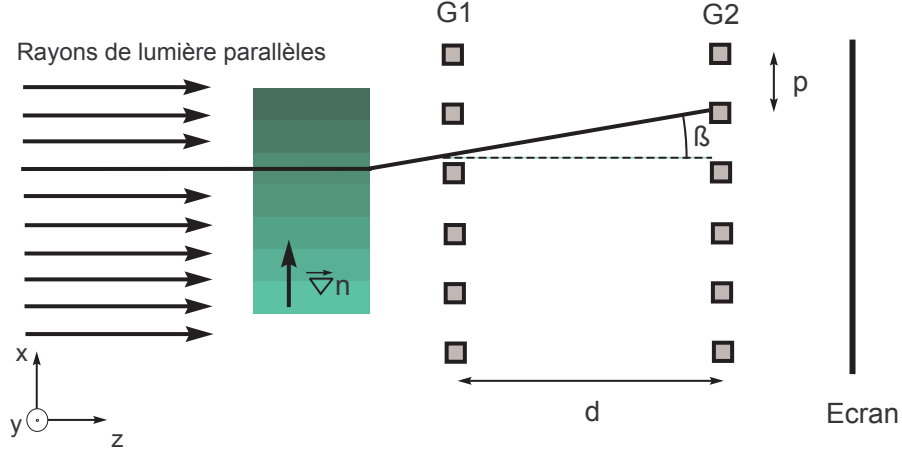 G1
G2
Rayons de lumière parallèles
p
ß
∇n
x
y
z
d
Ecran